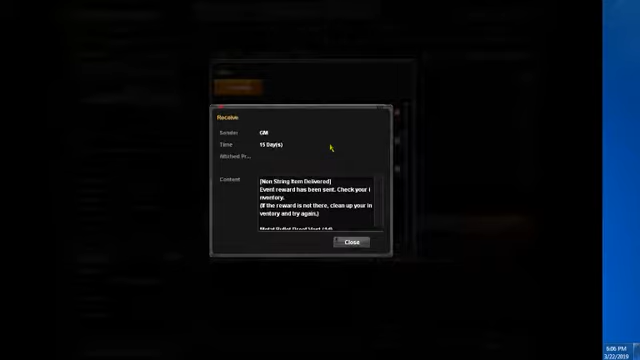 Receive
Sender GM
Time 15 Day(s)
Content
[Non String Item Delivered]
Event reward has been sent. Check your i
nventory.
(If the reward is not there, clean up your in
ventory and try again.)
Close
5:06 PM
3/22/2019